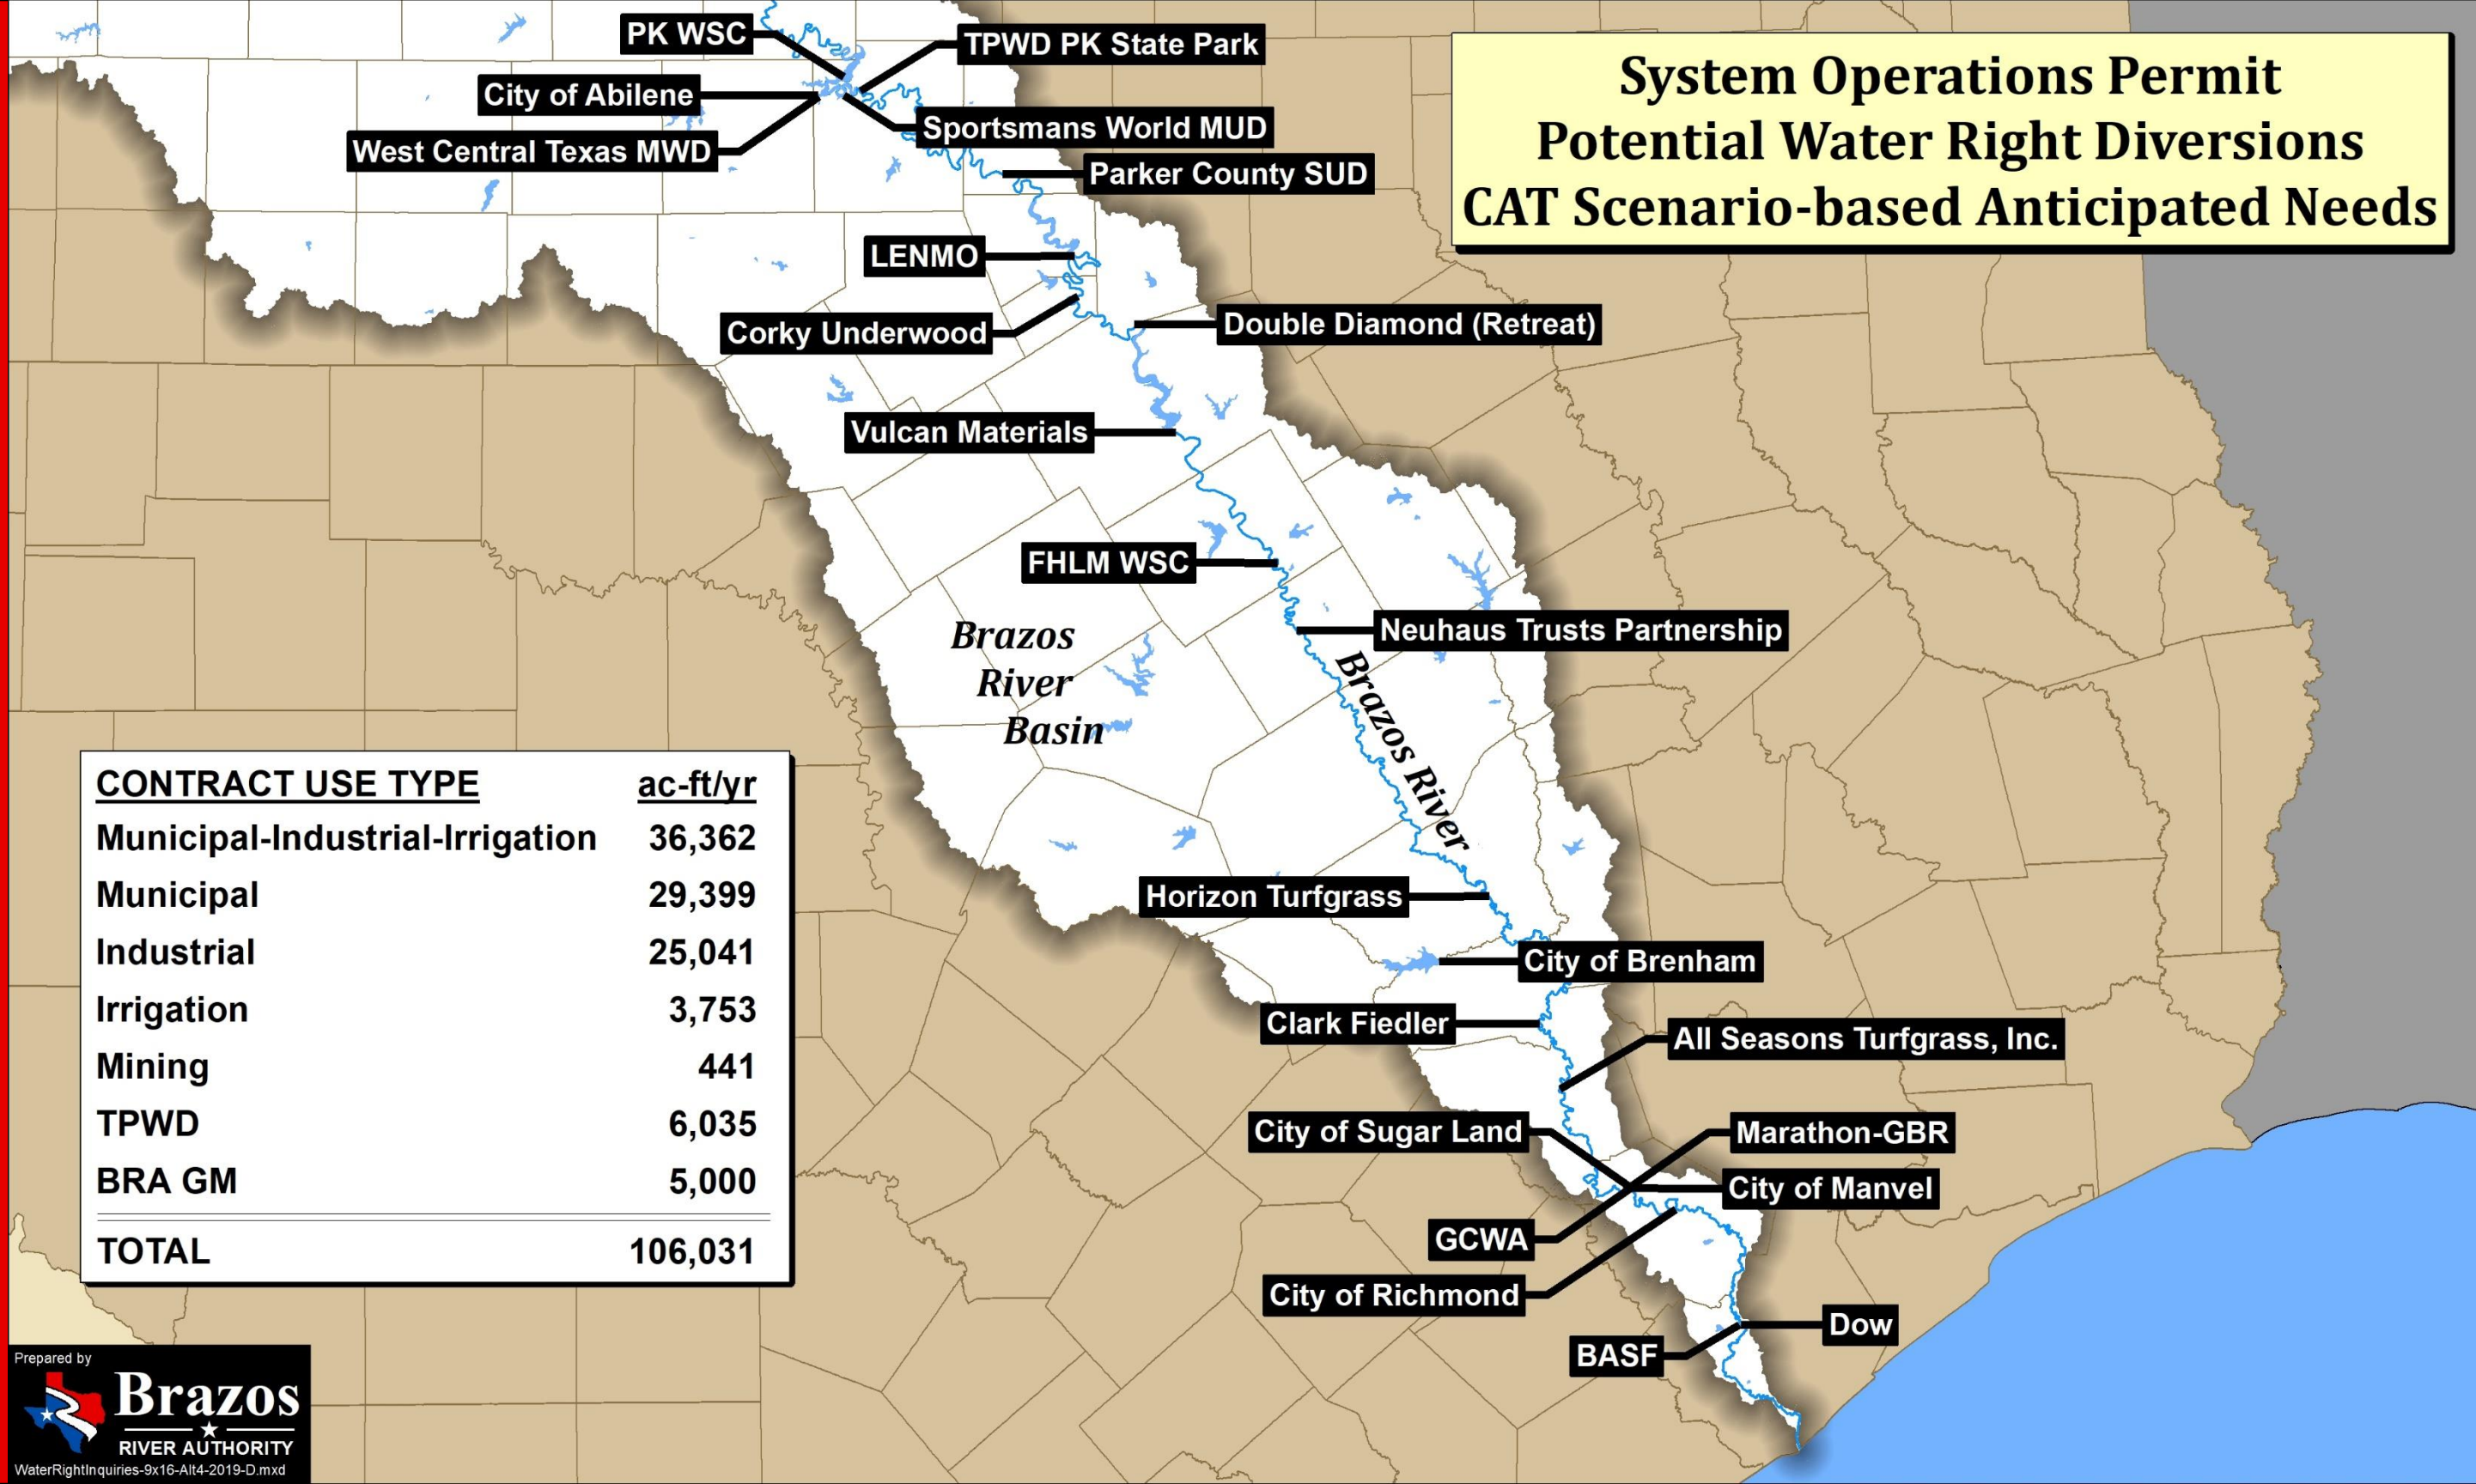 System Operations Permit
Potential Water Right Diversions
CAT Scenario-based Anticipated Needs
PK WSC
TPWD PK State Park
City of Abilene
Sportsmans World MUD
West Central Texas MWD
Parker County SUD
LENMO
Corky Underwood
Double Diamond (Retreat)
Vulcan Materials
FHLM WSC
Neuhaus Trusts Partnership
Brazos
River
Basin
Brazos River
Horizon Turfgrass
City of Brenham
Clark Fiedler
All Seasons Turfgrass, Inc.
City of Sugar Land
Marathon-GBR
City of Manvel
GCWA
City of Richmond
Dow
BASF
CONTRACT USE TYPE ac-ft/yr
Municipal-Industrial-Irrigation 36,362
Municipal 29,399
Industrial 25,041
Irrigation 3,753
Mining 441
TPWD 6,035
BRA GM 5,000
TOTAL 106,031
Prepared by
Brazos
RIVER AUTHORITY
WaterRightInquiries-9x16-Alt4-2019-D.mxd